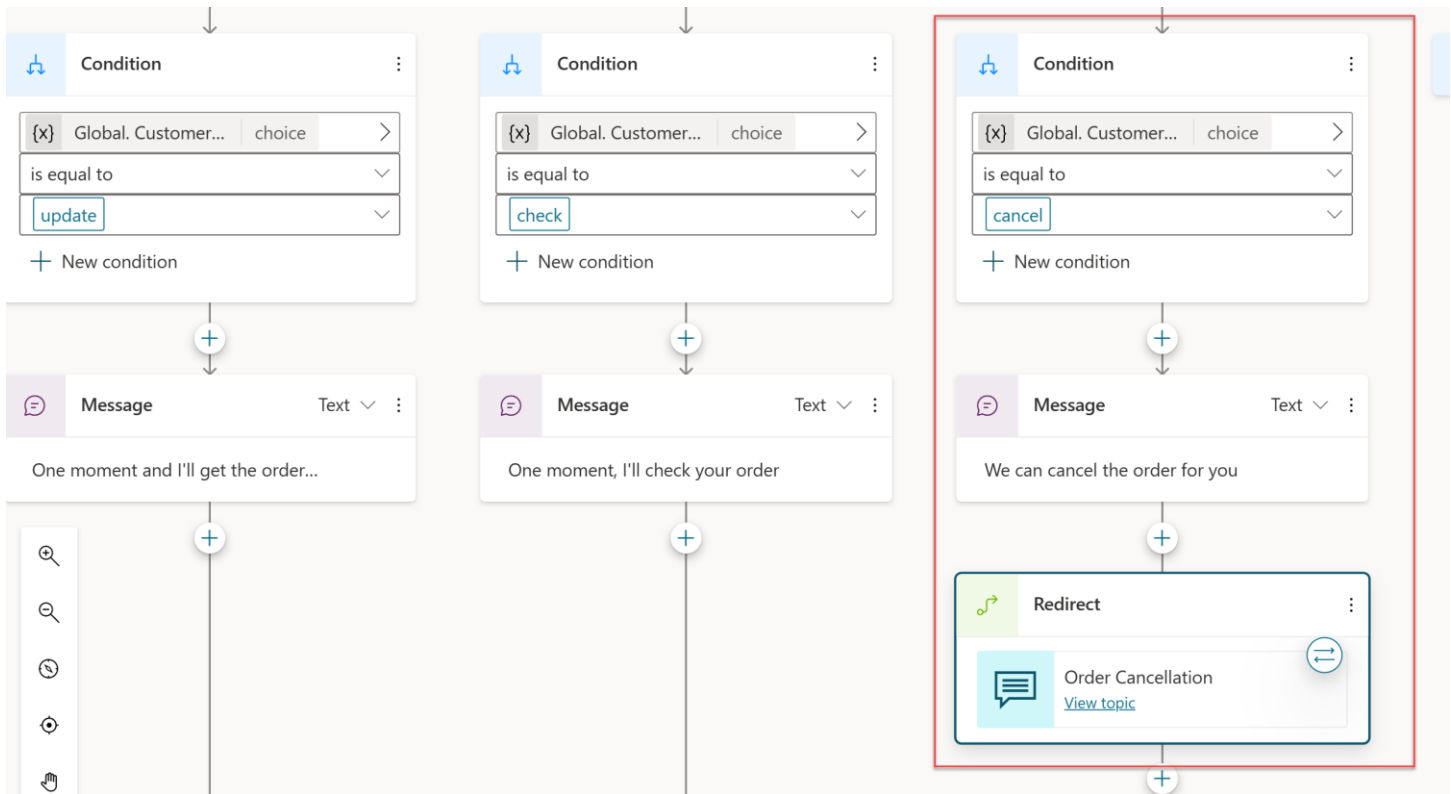 Condition
{x} Global. Customer... choice
is equal to
update
New condition
Message Text
One moment and I'll get the order...
Condition
{x} Global. Customer... choice
is equal to
check
New condition
Message Text
One moment, I'll check your order
Condition
{x} Global. Customer... choice
is equal to
cancel
New condition
Message Text
We can cancel the order for you
Redirect
Order Cancellation
View topic